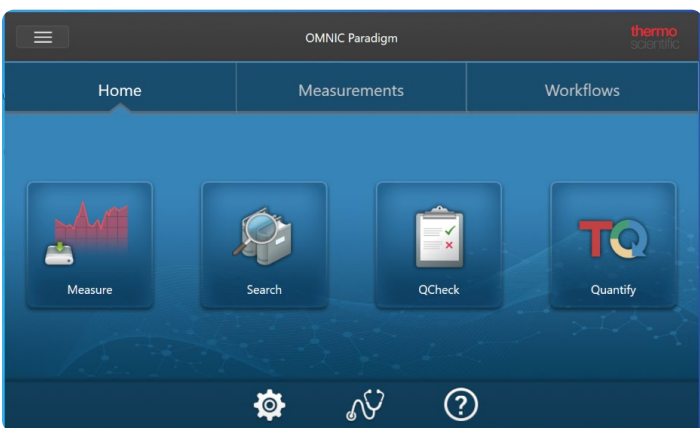 OMNIC Paradigm
thermo
scientific
Home
Measurements
Workflows
Measure
Search
QCheck
TQ
Quantify
?